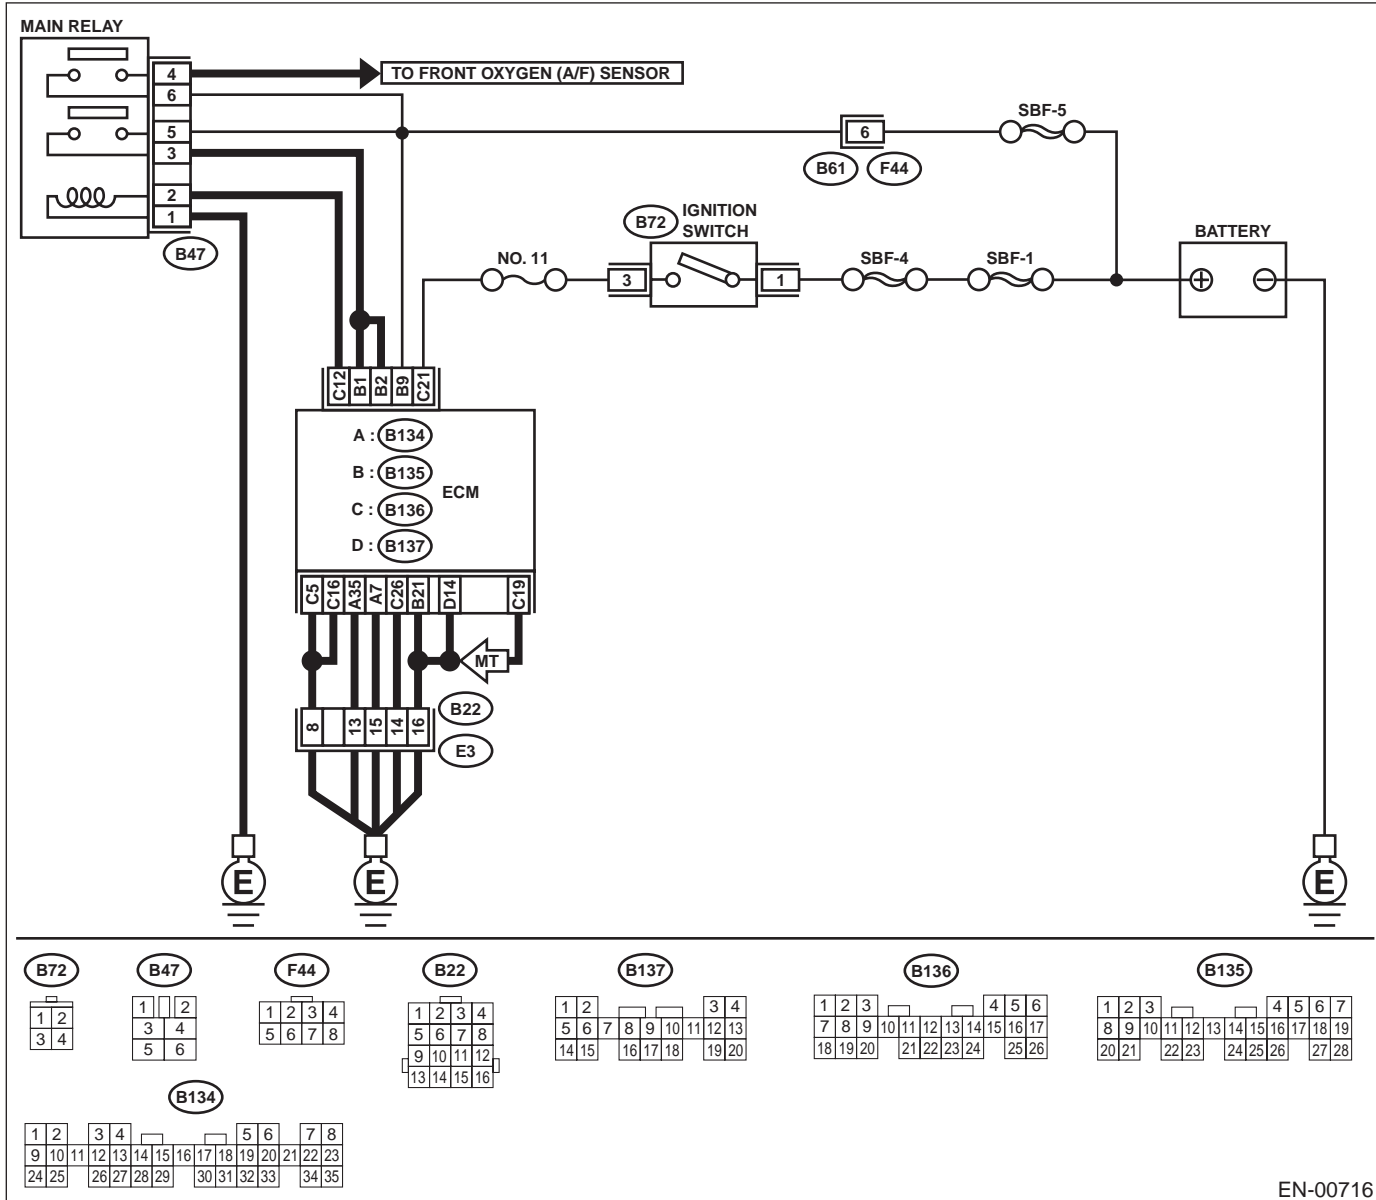 MAIN RELAY
4
6
5
3
2
1
B47
TO FRONT OXYGEN (A/F) SENSOR
SBF-5
6
B61 F44
B72
IGNITION
SWITCH
BATTERY
NO. 11
3
1
SBF-4
SBF-1
+ −
C12 B1 B2 B9 C21
A : B134
B : B135
C : B136
D : B137
ECM
C5 C16 A35 A7 C26 B21 D14 C19
MT
B22
8 13 15 14 16
E3
E E E
B72 B47 F44 B22 B137 B136 B135
B72
1 2
3 4
B47
1 2
3 4
5 6
F44
1 2 3 4
5 6 7 8
B22
1 2 3 4
5 6 7 8
9 10 11 12
13 14 15 16
B137
1 2 3 4
5 6 7 8 9 10 11 12 13
14 15 16 17 18 19 20
B136
1 2 3 4 5 6
7 8 9 10 11 12 13 14 15 16 17
18 19 20 21 22 23 24 25 26
B135
1 2 3 4 5 6 7
8 9 10 11 12 13 14 15 16 17 18 19
20 21 22 23 24 25 26 27 28
B134
1 2 3 4 5 6 7 8
9 10 11 12 13 14 15 16 17 18 19 20 21 22 23
24 25 26 27 28 29 30 31 32 33 34 35
EN-00716